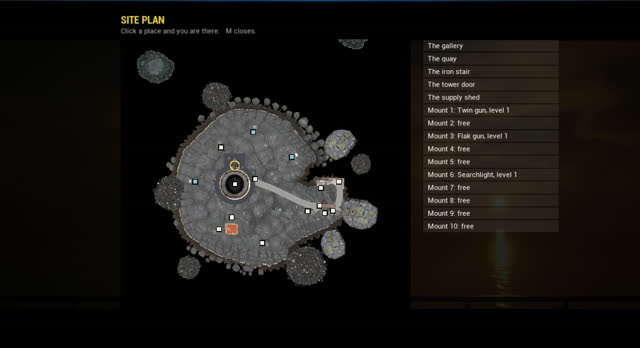 SITE PLAN
Click a place and you are there. M closes.
The gallery
The quay
The iron stair
The tower door
The supply shed
Mount 1: Twin gun, level 1
Mount 2: free
Mount 3: Flak gun, level 1
Mount 4: free
Mount 5: free
Mount 6: Searchlight, level 1
Mount 7: free
Mount 8: free
Mount 9: free
Mount 10: free